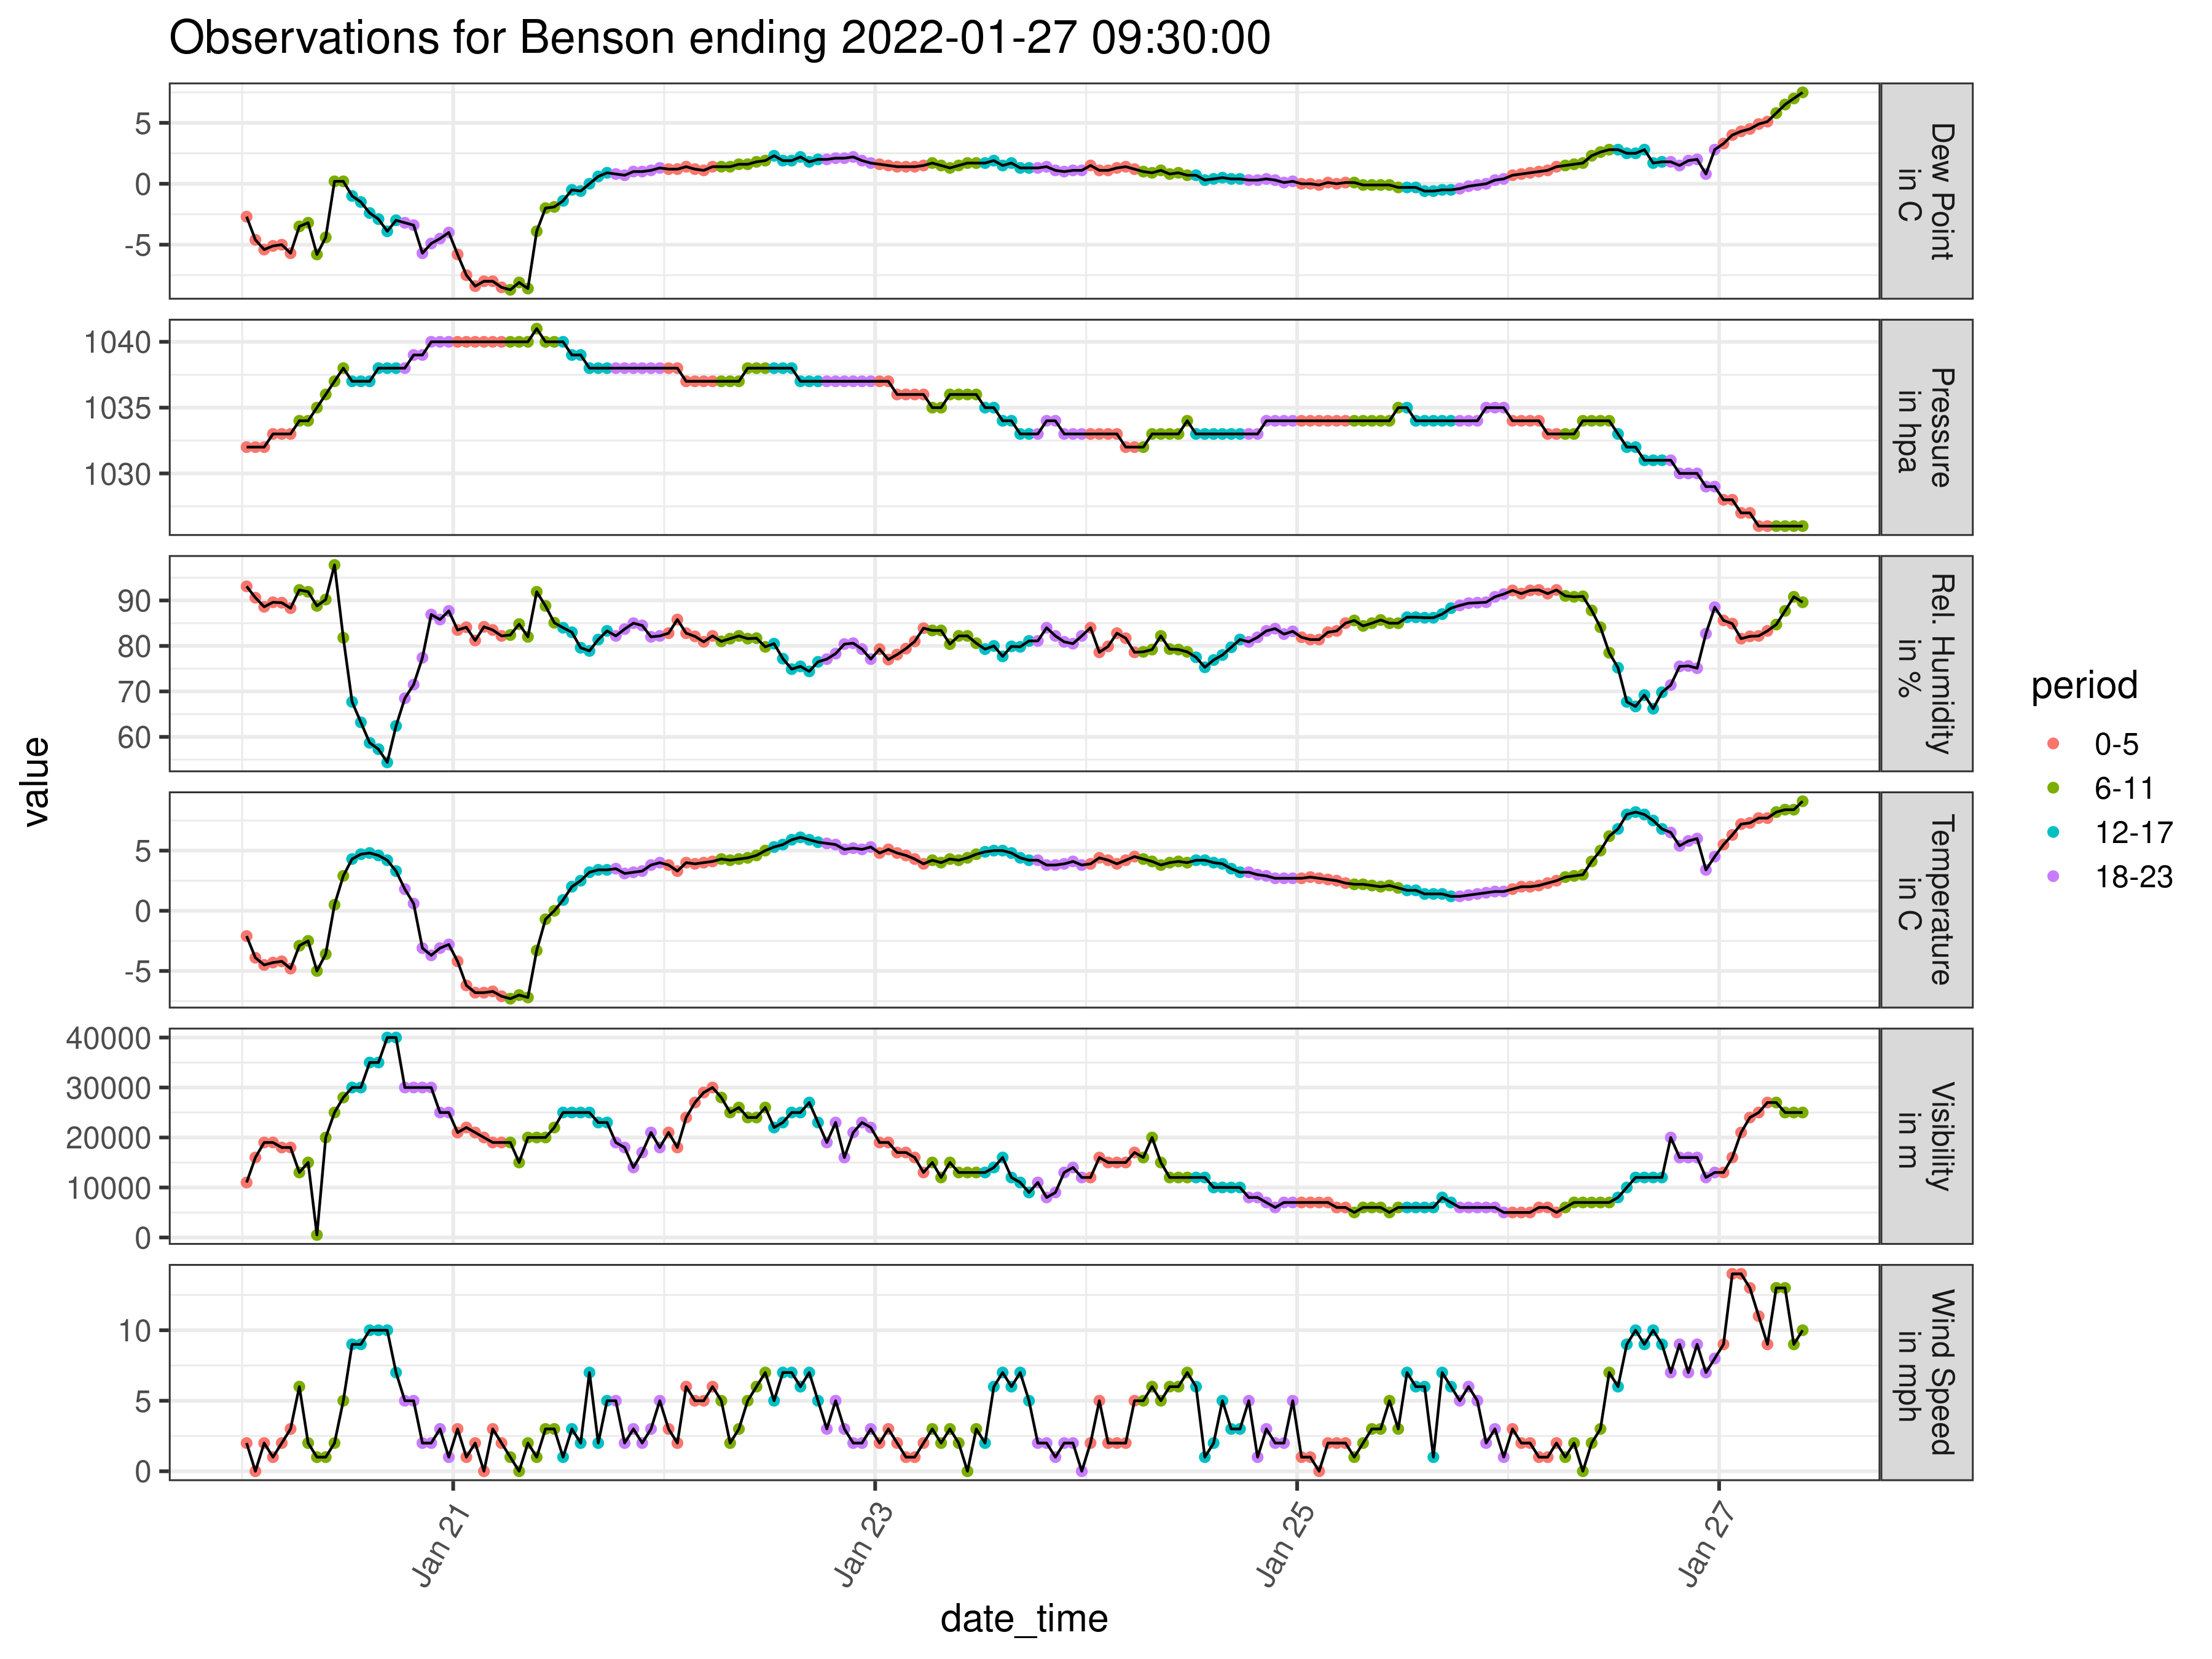 Observations for Benson ending 2022-01-27 09:30:00
value
5
0
-5
Dew Point
in C
1040
1035
1030
Pressure
in hpa
90
80
70
60
Rel. Humidity
in %
5
0
-5
Temperature
in C
40000
30000
20000
10000
0
Visibility
in m
10
5
0
Wind Speed
in mph
Jan 21
Jan 23
Jan 25
Jan 27
date_time
period
0-5
6-11
12-17
18-23